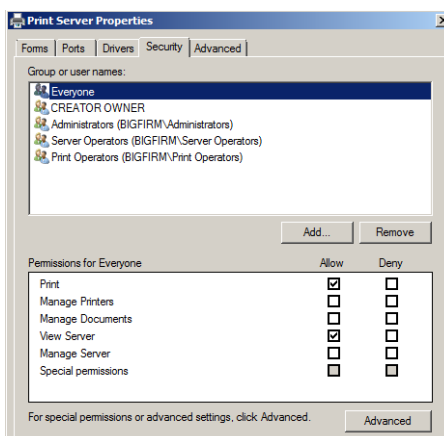 Print Server Properties
Forms Ports Drivers Security Advanced
Group or user names:
Everyone
CREATOR OWNER
Administrators (BIGFIRM\Administrators)
Server Operators (BIGFIRM\Server Operators)
Print Operators (BIGFIRM\Print Operators)
Add... Remove
Permissions for Everyone Allow Deny
Print
Manage Printers
Manage Documents
View Server
Manage Server
Special permissions
For special permissions or advanced settings, click Advanced. Advanced